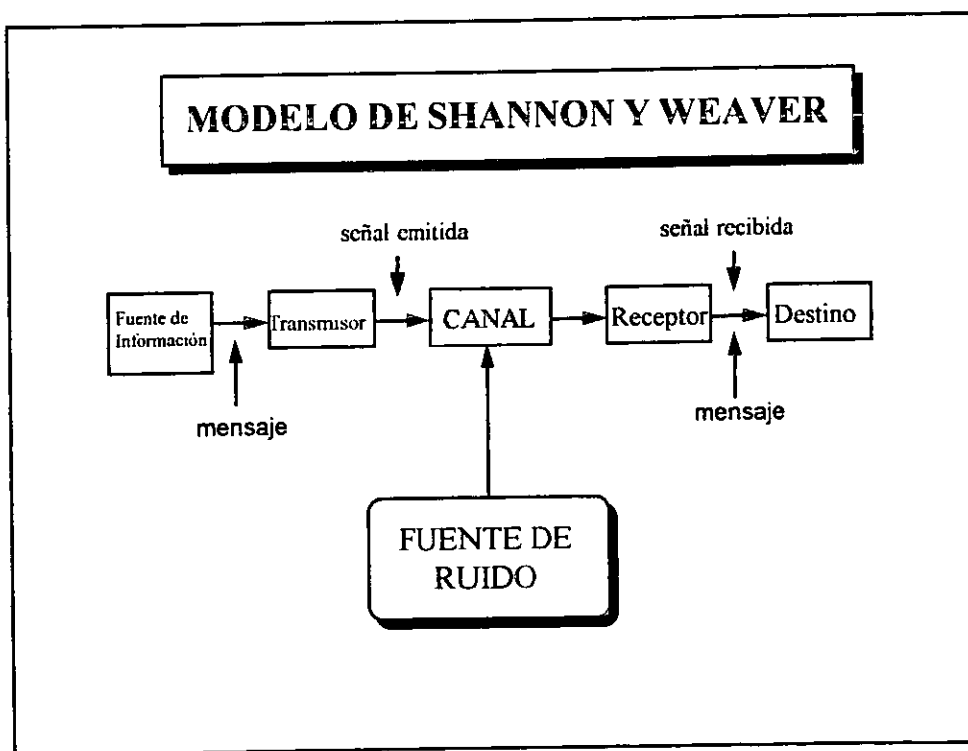 MODELO DE SHANNON Y WEAVER
señal emitida
señal recibida
Fuente de
Información
Transmisor
CANAL
Receptor
Destino
mensaje
mensaje
FUENTE DE
RUIDO